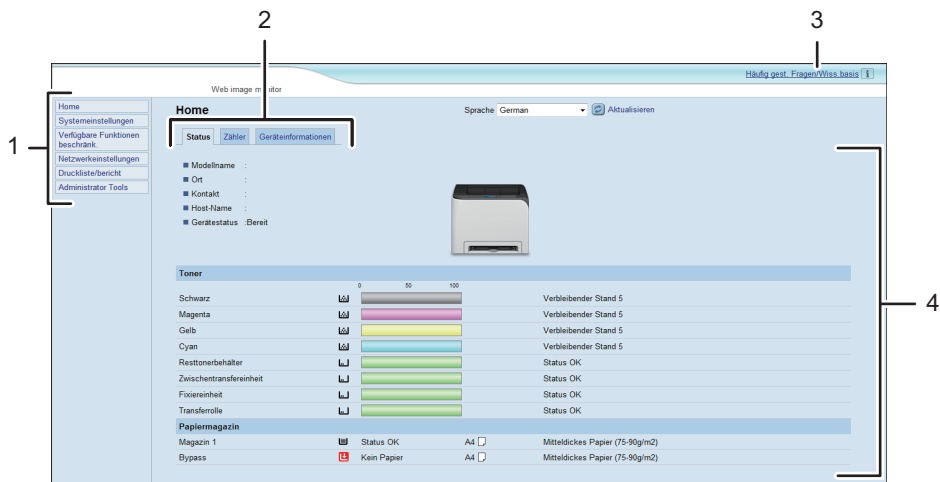 2
3
Häufig gest. Fragen/Wiss.basis
Web image monitor
1
Home
Systemeinstellungen
Verfügbare Funktionen
beschränk.
Netzwerkeinstellungen
Druckliste/bericht
Administrator Tools
Home
Sprache German Aktualisieren
Status Zähler Geräteinformationen
Modellname :
Ort :
Kontakt :
Host-Name :
Gerätestatus :Bereit
4
Toner
0 50 100
Schwarz Verbleibender Stand 5
Magenta Verbleibender Stand 5
Gelb Verbleibender Stand 5
Cyan Verbleibender Stand 5
Resttonerbehälter Status OK
Zwischentransfereinheit Status OK
Fixiereinheit Status OK
Transferrolle Status OK
Papiermagazin
Magazin 1 Status OK A4 Mitteldickes Papier (75-90g/m2)
Bypass Kein Papier A4 Mitteldickes Papier (75-90g/m2)